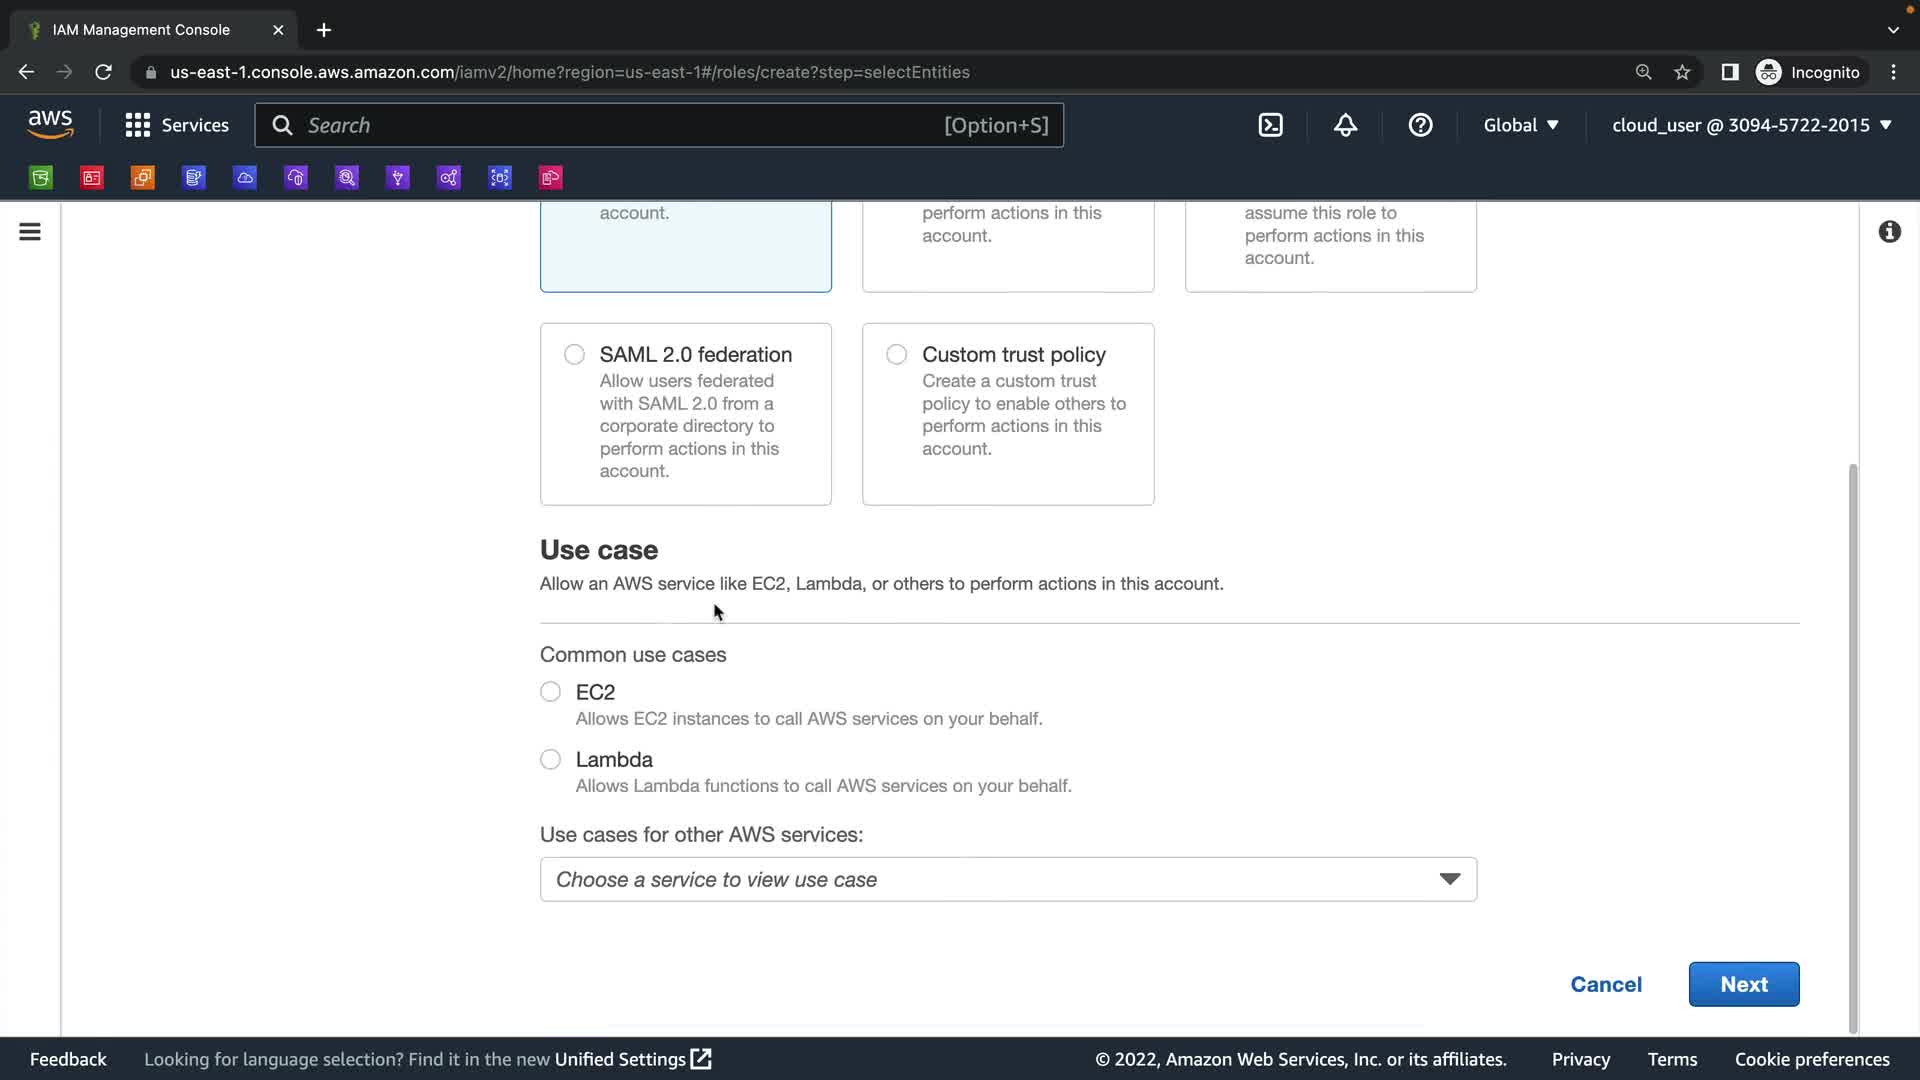 IAM Management Console
us-east-1.console.aws.amazon.com/iamv2/home?region=us-east-1#/roles/create?step=selectEntities
Incognito
aws
Services
Search
[Option+S]
Global
cloud_user @ 3094-5722-2015
account.
perform actions in this
account.
assume this role to
perform actions in this
account.
SAML 2.0 federation
Allow users federated
with SAML 2.0 from a
corporate directory to
perform actions in this
account.
Custom trust policy
Create a custom trust
policy to enable others to
perform actions in this
account.
Use case
Allow an AWS service like EC2, Lambda, or others to perform actions in this account.
Common use cases
EC2
Allows EC2 instances to call AWS services on your behalf.
Lambda
Allows Lambda functions to call AWS services on your behalf.
Use cases for other AWS services:
Choose a service to view use case
Cancel
Next
Feedback
Looking for language selection? Find it in the new Unified Settings
© 2022, Amazon Web Services, Inc. or its affiliates.
Privacy
Terms
Cookie preferences